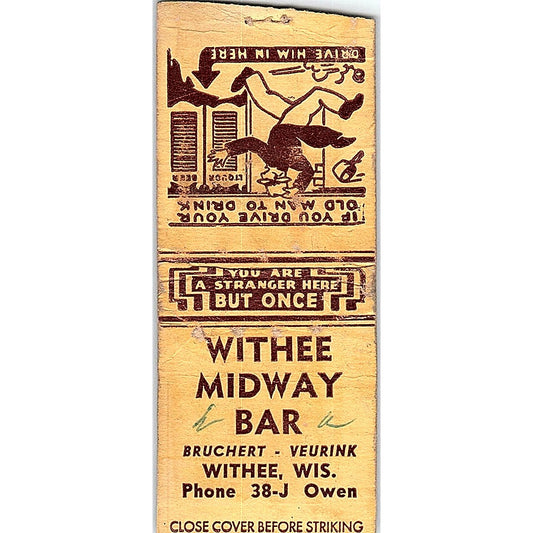 DRIVE HIM IN HERE
LIQUOR
BEER
IF YOU DRIVE YOUR
OLD MAN TO DRINK
YOU ARE
A STRANGER HERE
BUT ONCE
WITHEE
MIDWAY
BAR
BRUCHERT - VEURINK
WITHEE, WIS.
Phone 38-J Owen
CLOSE COVER BEFORE STRIKING